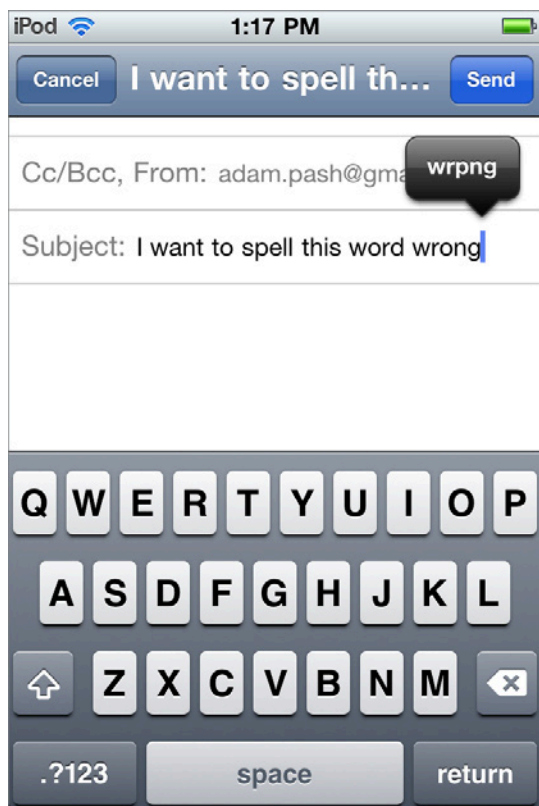 iPod 1:17 PM
Cancel I want to spell th... Send
wrpng
Cc/Bcc, From: adam.pash@gma
Subject: I want to spell this word wrong
Q W E R T Y U I O P
A S D F G H J K L
Z X C V B N M
.?123 space return